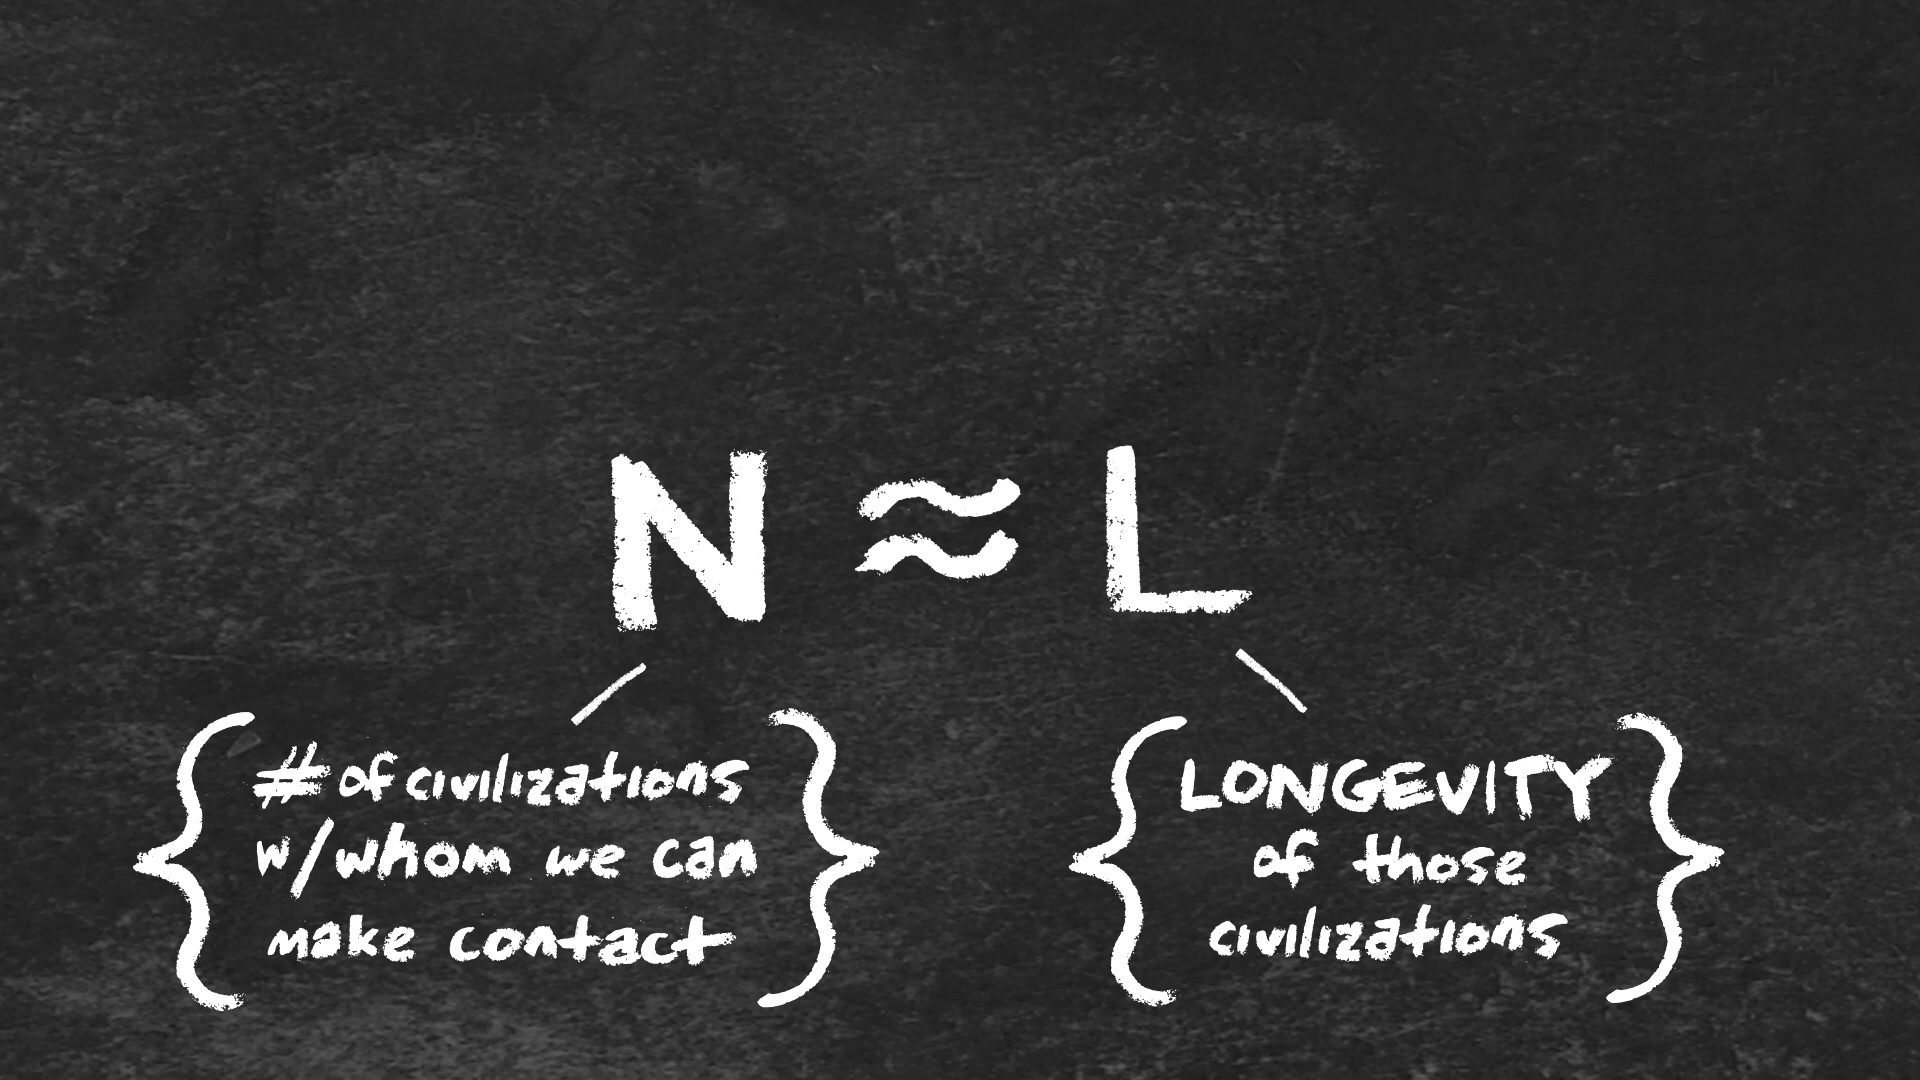 N ≈ L
# of civilizations
w/whom we can
make contact
LONGEVITY
of those
civilizations